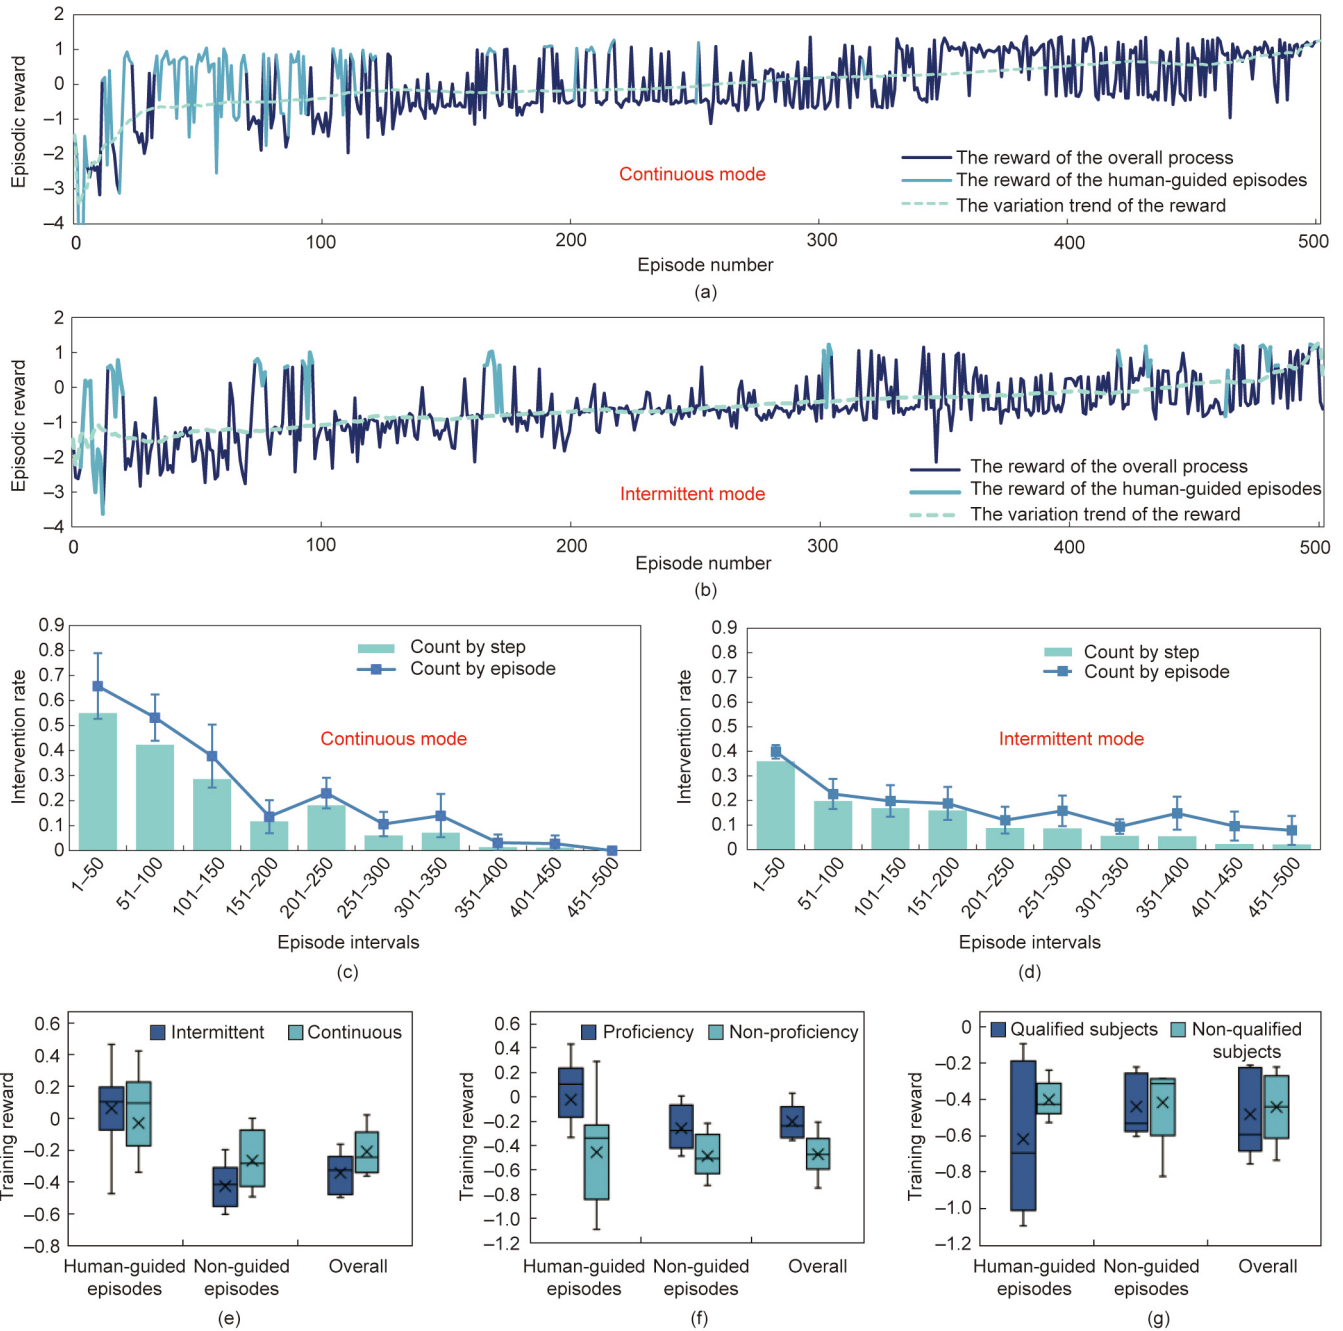 2
1
0
–1
–2
–3
–4
Episodic reward
Continuous mode
The reward of the overall process
The reward of the human-guided episodes
The variation trend of the reward
0
100
200
300
400
500
Episode number
(a)
2
1
0
–1
–2
–3
–4
Episodic reward
Intermittent mode
The reward of the overall process
The reward of the human-guided episodes
The variation trend of the reward
0
100
200
300
400
500
Episode number
(b)
0.9
0.8
0.7
0.6
0.5
0.4
0.3
0.2
0.1
0
Intervention rate
Count by step
Count by episode
Continuous mode
1–50
51–100
101–150
151–200
201–250
251–300
301–350
351–400
401–450
451–500
Episode intervals
(c)
0.9
0.8
0.7
0.6
0.5
0.4
0.3
0.2
0.1
0
Intervention rate
Count by step
Count by episode
Intermittent mode
1–50
51–100
101–150
151–200
201–250
251–300
301–350
351–400
401–450
451–500
Episode intervals
(d)
0.6
0.4
0.2
0
–0.2
–0.4
–0.6
–0.8
Training reward
Intermittent
Continuous
Human-guided
episodes
Non-guided
episodes
Overall
(e)
0.6
0.4
0.2
0
–0.2
–0.4
–0.6
–0.8
–1.0
–1.2
Training reward
Proficiency
Non-proficiency
Human-guided
episodes
Non-guided
episodes
Overall
(f)
0
–0.2
–0.4
–0.6
–0.8
–1.0
–1.2
Training reward
Qualified subjects
Non-qualified
subjects
Human-guided
episodes
Non-guided
episodes
Overall
(g)